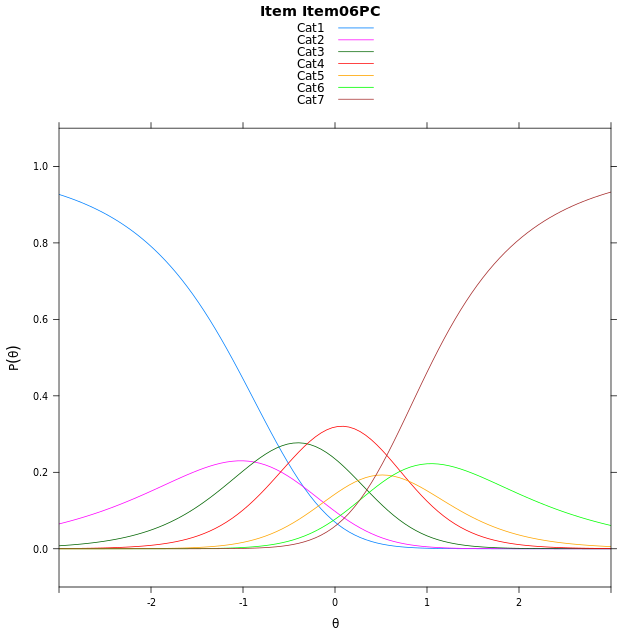 Item Item06PC
Cat1
Cat2
Cat3
Cat4
Cat5
Cat6
Cat7
1.0
0.8
0.6
0.4
0.2
0.0
P(θ)
-2 -1 0 1 2
θ